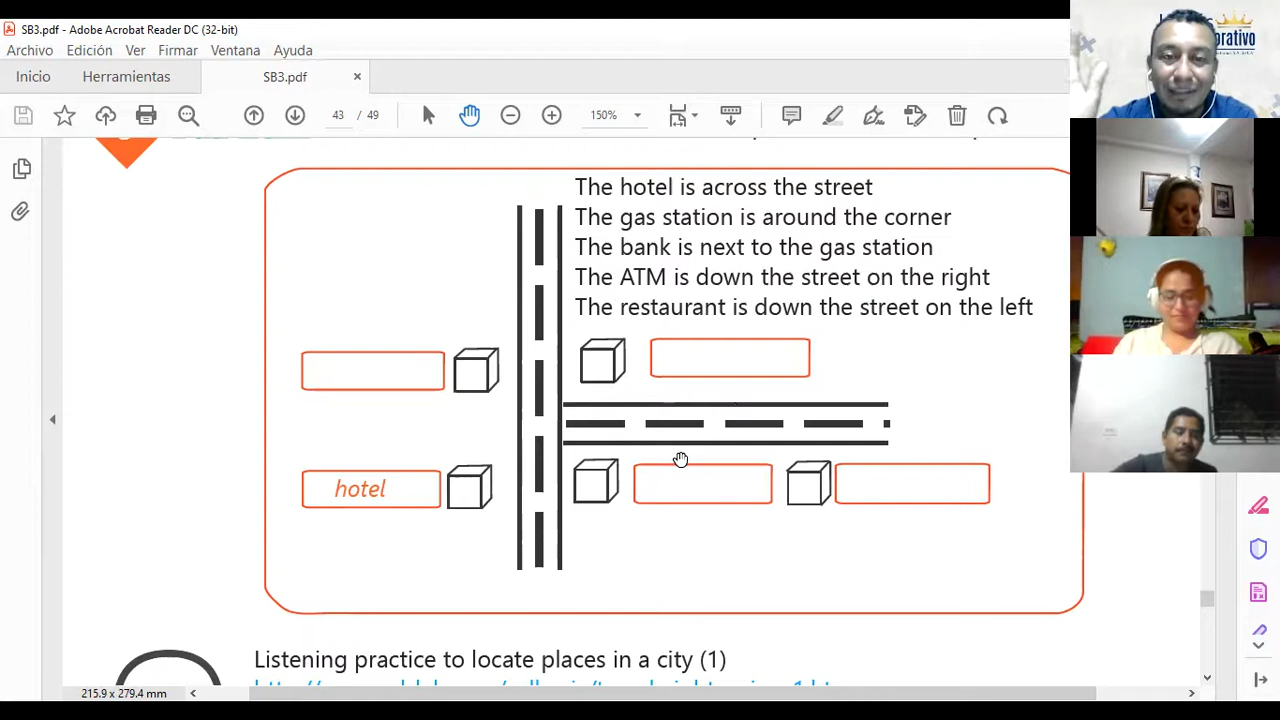 SB3.pdf - Adobe Acrobat Reader DC (32-bit)
Archivo Edición Ver Firmar Ventana Ayuda
Inicio Herramientas SB3.pdf ×
43 / 49 150%
The hotel is across the street
The gas station is around the corner
The bank is next to the gas station
The ATM is down the street on the right
The restaurant is down the street on the left
hotel
Listening practice to locate places in a city (1)
215.9 x 279.4 mm